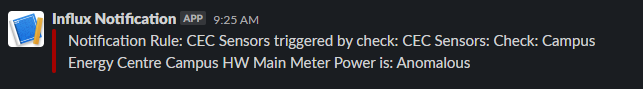 Influx Notification APP 9:25 AM
Notification Rule: CEC Sensors triggered by check: CEC Sensors: Check: Campus
Energy Centre Campus HW Main Meter Power is: Anomalous